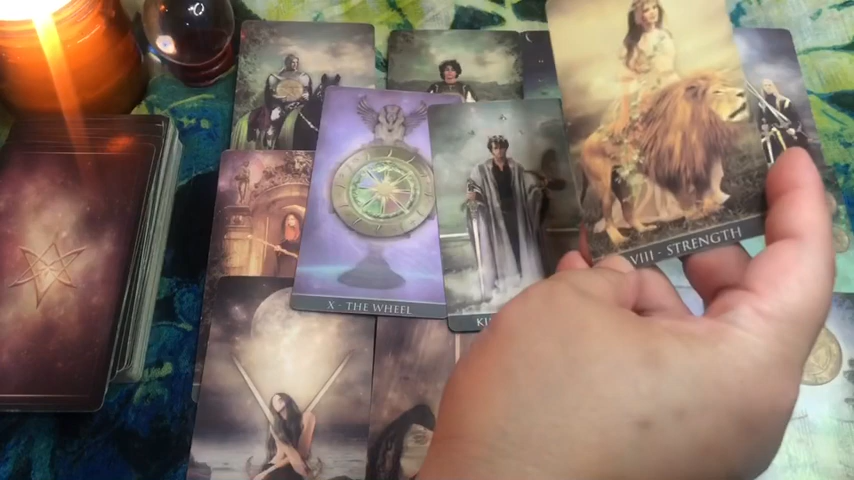 VIII - STRENGTH
X - THE WHEEL